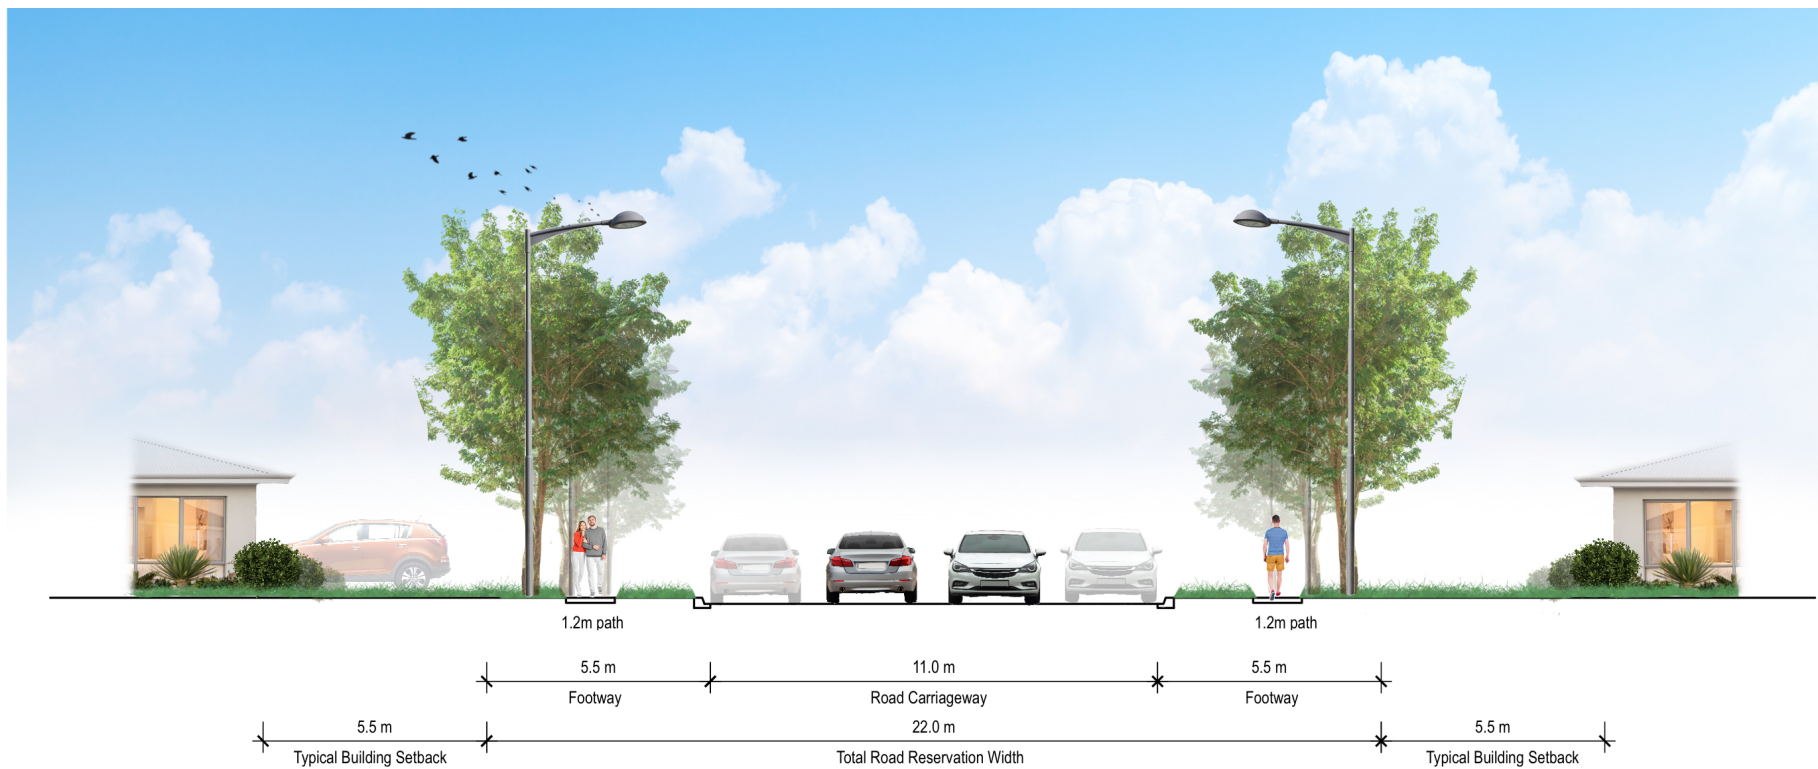 1.2m path
1.2m path
5.5 m
11.0 m
5.5 m
Footway
Road Carriageway
Footway
5.5 m
22.0 m
5.5 m
Typical Building Setback
Total Road Reservation Width
Typical Building Setback